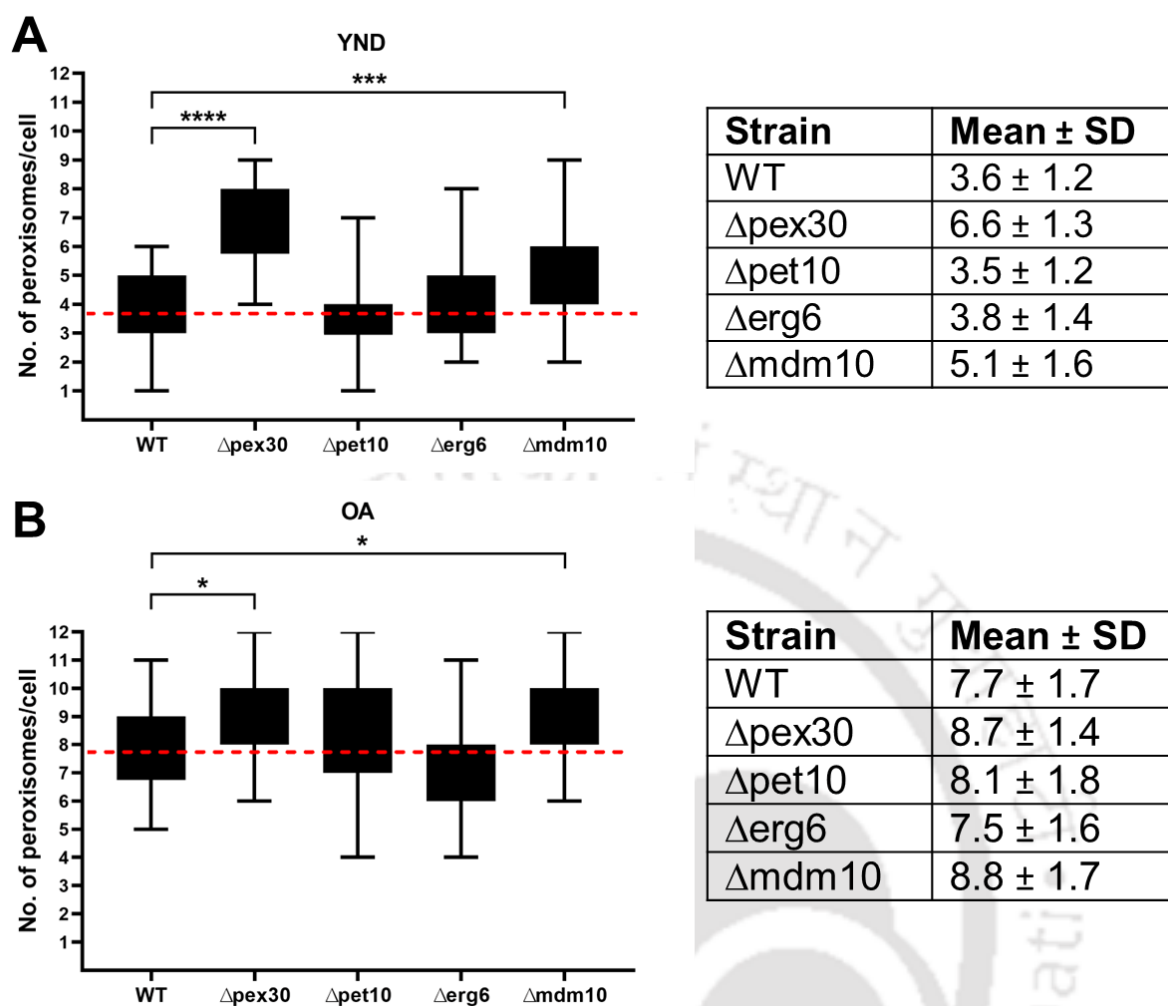 A
YND
No. of peroxisomes/cell
12
11
10
9
8
7
6
5
4
3
2
1
***
****
WT Δpex30 Δpet10 Δerg6 Δmdm10
Strain Mean ± SD
WT 3.6 ± 1.2
Δpex30 6.6 ± 1.3
Δpet10 3.5 ± 1.2
Δerg6 3.8 ± 1.4
Δmdm10 5.1 ± 1.6
B
OA
No. of peroxisomes/cell
12
11
10
9
8
7
6
5
4
3
2
1
*
*
WT Δpex30 Δpet10 Δerg6 Δmdm10
Strain Mean ± SD
WT 7.7 ± 1.7
Δpex30 8.7 ± 1.4
Δpet10 8.1 ± 1.8
Δerg6 7.5 ± 1.6
Δmdm10 8.8 ± 1.7